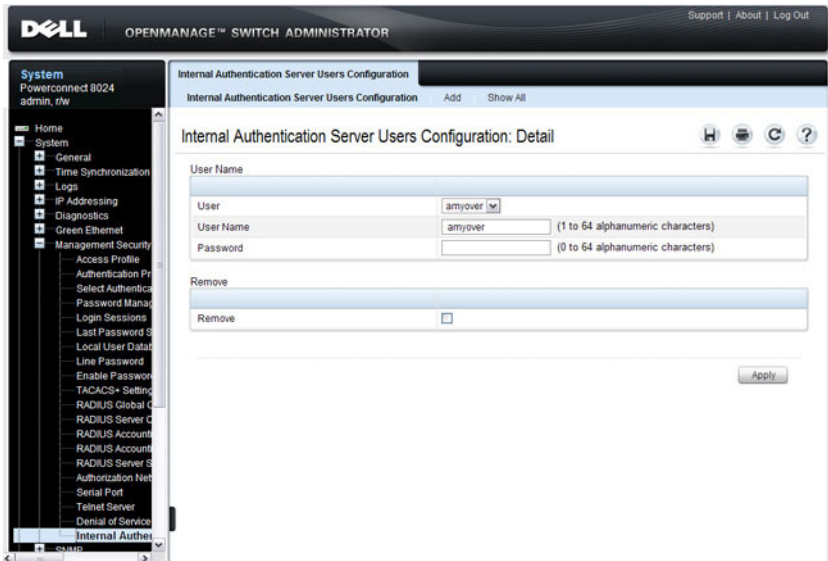 Support | About | Log Out
DELL
OPENMANAGE™ SWITCH ADMINISTRATOR
System
Powerconnect 8024
admin, r/w
Home
System
General
Time Synchronization
Logs
IP Addressing
Diagnostics
Green Ethernet
Management Security
Access Profile
Authentication Pr
Select Authentica
Password Manag
Login Sessions
Last Password S
Local User Datab
Line Password
Enable Passwor
TACACS+ Setting
RADIUS Global C
RADIUS Server C
RADIUS Accounti
RADIUS Accounti
RADIUS Server S
Authorization Net
Serial Port
Telnet Server
Denial of Service
Internal Authen
SNMP
Internal Authentication Server Users Configuration
Internal Authentication Server Users Configuration Add Show All
Internal Authentication Server Users Configuration: Detail
User Name
User amyover
User Name amyover (1 to 64 alphanumeric characters)
Password (0 to 64 alphanumeric characters)
Remove
Remove
Apply